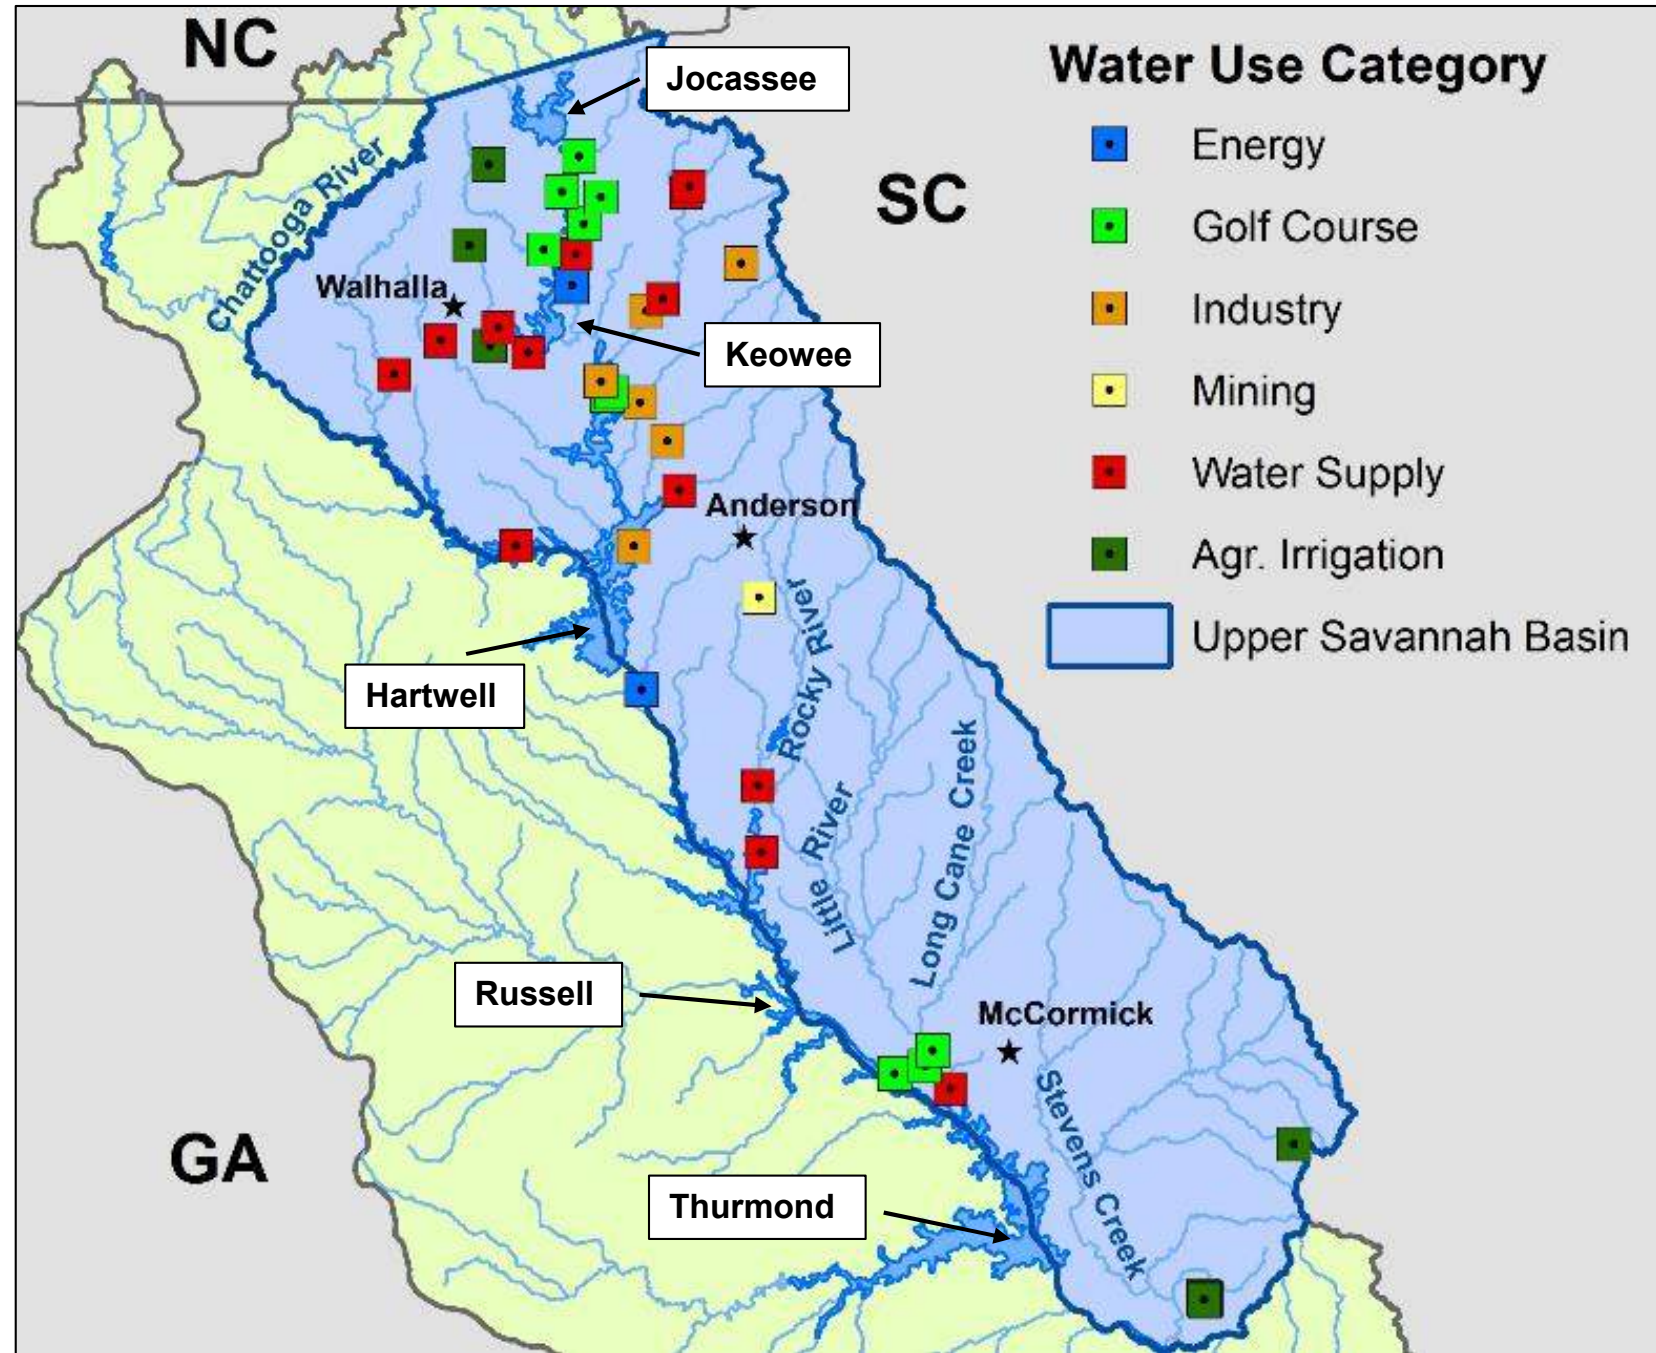 NC
Jocassee
Water Use Category
Energy
SC
Chattooga River
Golf Course
Walhalla
Industry
Keowee
Mining
Water Supply
Anderson
Agr. Irrigation
Rocky River
Upper Savannah Basin
Hartwell
Little River
Long Cane Creek
Russell
McCormick
Stevens Creek
GA
Thurmond